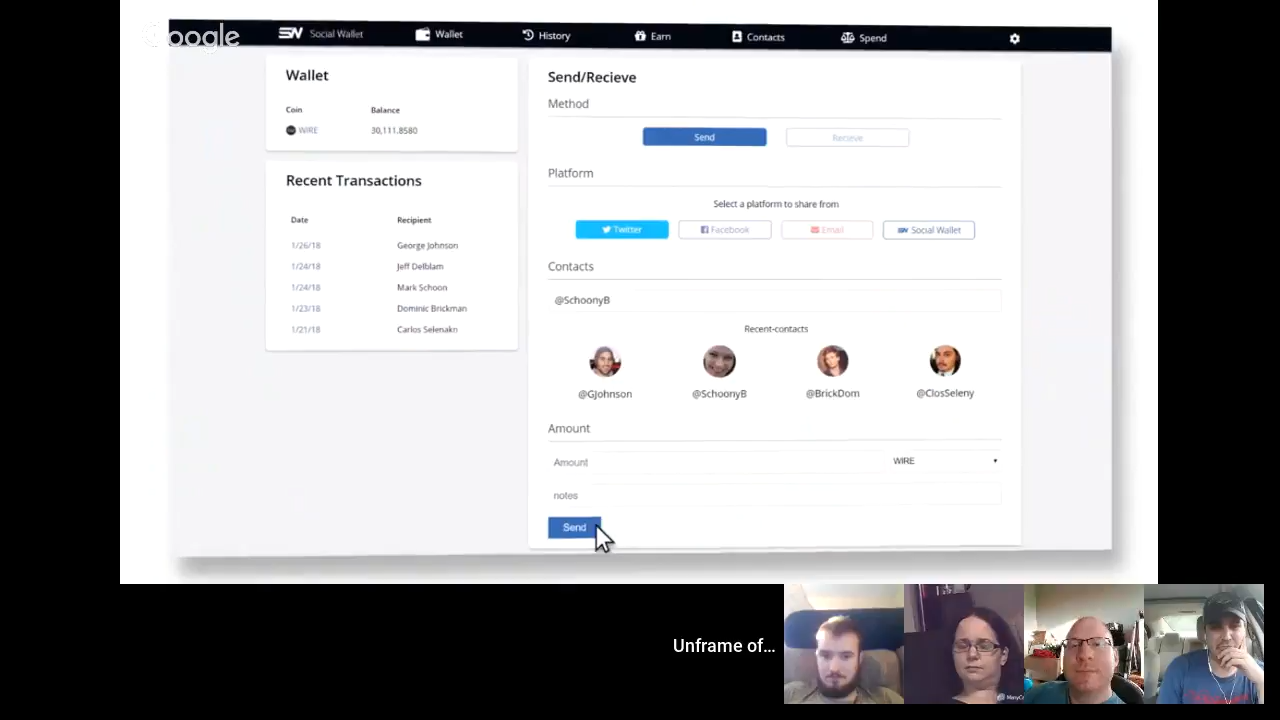 Google
SW Social Wallet Wallet History Earn Contacts Spend
Wallet
Coin Balance
WIRE 30,111.8580
Recent Transactions
Date Recipient
1/26/18 George Johnson
1/24/18 Jeff Delblam
1/24/18 Mark Schoon
1/23/18 Dominic Brickman
1/21/18 Carlos Selenakn
Send/Recieve
Method
Send Recieve
Platform
Select a platform to share from
Twitter Facebook Email SW Social Wallet
Contacts
@SchoonyB
Recent-contacts
@GJohnson @SchoonyB @BrickDom @ClosSeleny
Amount
Amount WIRE
notes
Send
Unframe of...